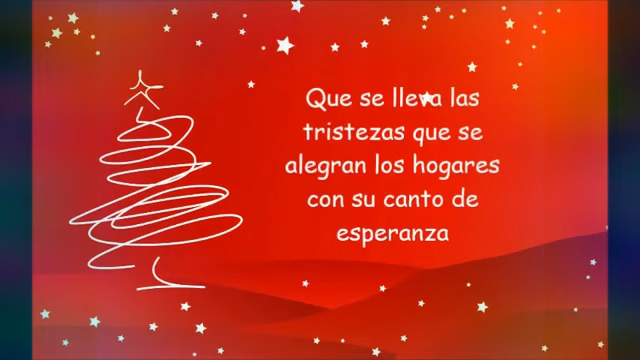 Que se lleva las
tristezas que se
alegran los hogares
con su canto de
esperanza